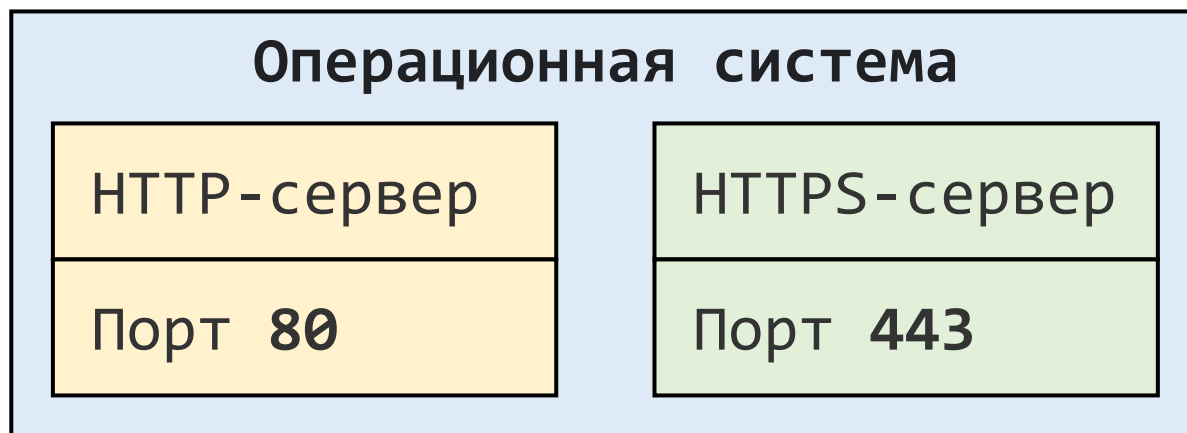 Операционная система
HTTP-сервер
HTTPS-сервер
Порт 80
Порт 443